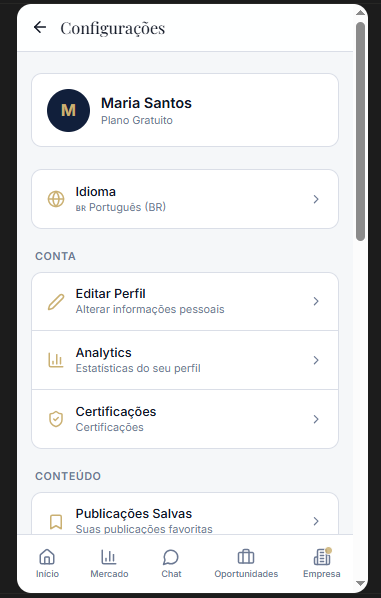 Configurações
M
Maria Santos
Plano Gratuito
Idioma
BR Português (BR)
CONTA
Editar Perfil
Alterar informações pessoais
Analytics
Estatísticas do seu perfil
Certificações
Certificações
CONTEÚDO
Publicações Salvas
Suas publicações favoritas
Início
Mercado
Chat
Oportunidades
Empresa